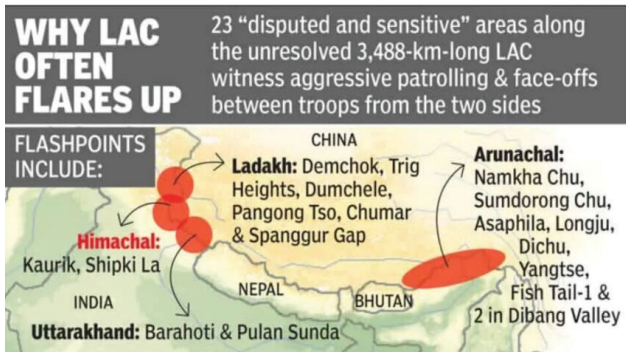 WHY LAC
OFTEN
FLARES UP
23 “disputed and sensitive” areas along
the unresolved 3,488-km-long LAC
witness aggressive patrolling & face-offs
between troops from the two sides
FLASHPOINTS
INCLUDE:
CHINA
Ladakh: Demchok, Trig
Heights, Dumchele,
Pangong Tso, Chumar
& Spanggur Gap
Arunachal:
Namkha Chu,
Sumdorong Chu,
Asaphila, Longju,
Dichu,
Yangtse,
Fish Tail-1 &
2 in Dibang Valley
Himachal:
Kaurik, Shipki La
INDIA
NEPAL
BHUTAN
Uttarakhand: Barahoti & Pulan Sunda